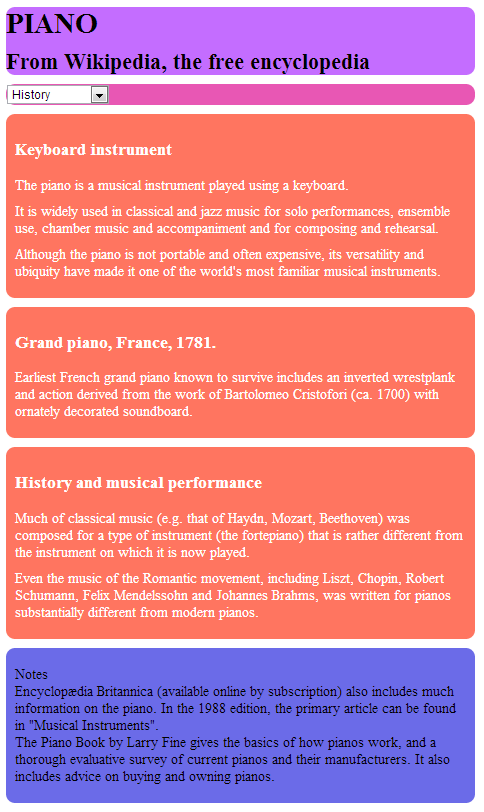 PIANO
From Wikipedia, the free encyclopedia
History
Keyboard instrument
The piano is a musical instrument played using a keyboard.
It is widely used in classical and jazz music for solo performances, ensemble
use, chamber music and accompaniment and for composing and rehearsal.
Although the piano is not portable and often expensive, its versatility and
ubiquity have made it one of the world's most familiar musical instruments.
Grand piano, France, 1781.
Earliest French grand piano known to survive includes an inverted wrestplank
and action derived from the work of Bartolomeo Cristofori (ca. 1700) with
ornately decorated soundboard.
History and musical performance
Much of classical music (e.g. that of Haydn, Mozart, Beethoven) was
composed for a type of instrument (the fortepiano) that is rather different from
the instrument on which it is now played.
Even the music of the Romantic movement, including Liszt, Chopin, Robert
Schumann, Felix Mendelssohn and Johannes Brahms, was written for pianos
substantially different from modern pianos.
Notes
Encyclopædia Britannica (available online by subscription) also includes much
information on the piano. In the 1988 edition, the primary article can be found
in "Musical Instruments".
The Piano Book by Larry Fine gives the basics of how pianos work, and a
thorough evaluative survey of current pianos and their manufacturers. It also
includes advice on buying and owning pianos.